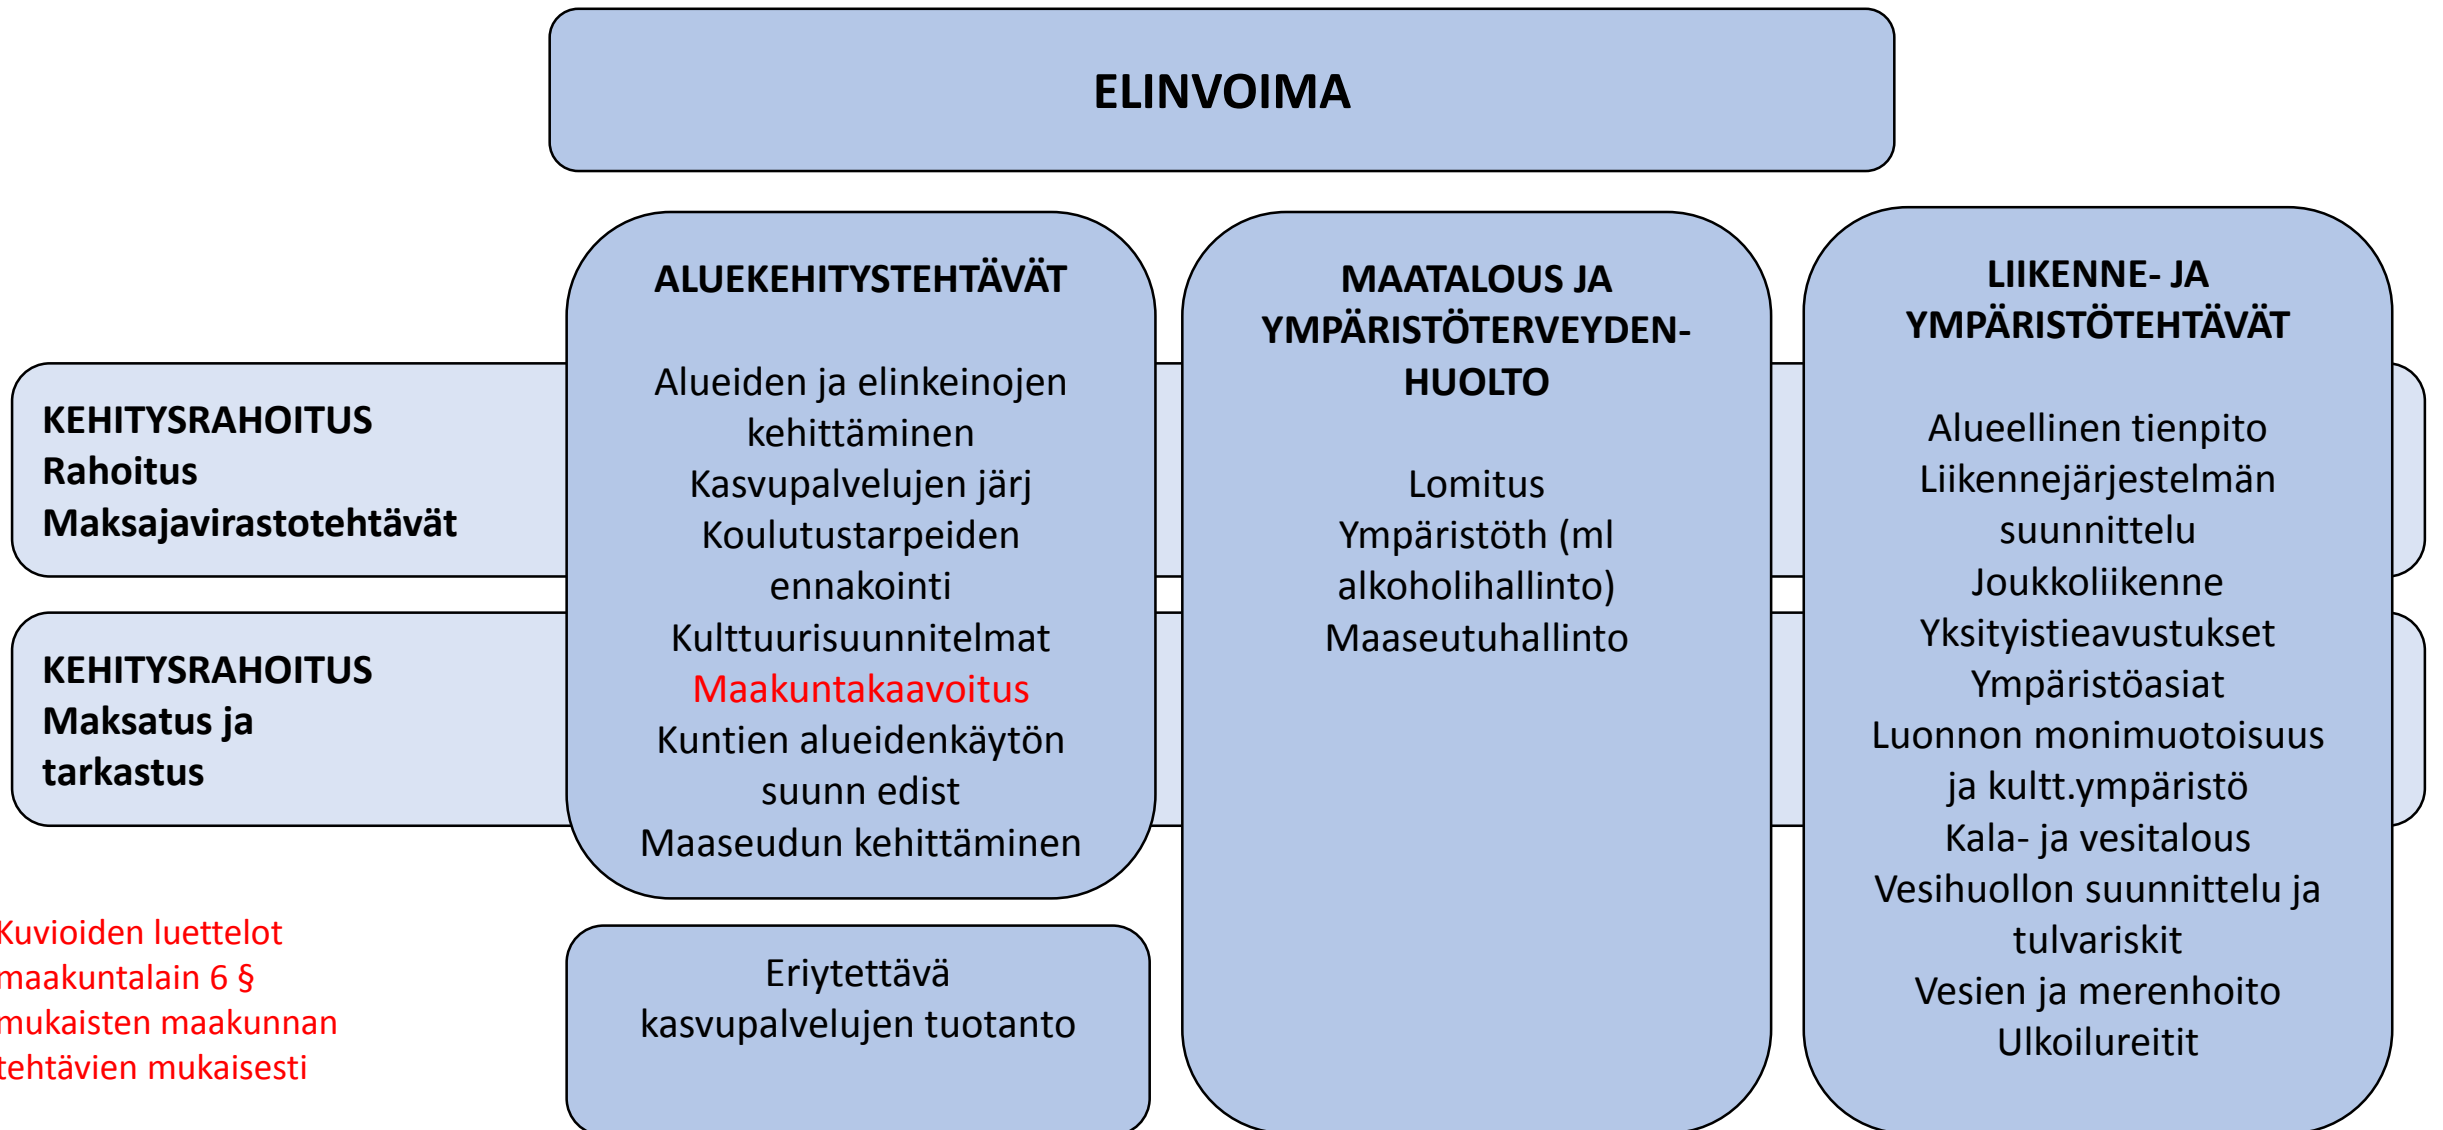 ELINVOIMA
KEHITYSRAHOITUS
Rahoitus
Maksajavirastotehtävät
KEHITYSRAHOITUS
Maksatus ja
tarkastus
ALUEKEHITYSTEHTÄVÄT
Alueiden ja elinkeinojen
kehittäminen
Kasvupalvelujen järj
Koulutustarpeiden
ennakointi
Kulttuurisuunnitelmat
Maakuntakaavoitus
Kuntien alueidenkäytön
suunn edist
Maaseudun kehittäminen
Eriytettävä
kasvupalvelujen tuotanto
MAATALOUS JA
YMPÄRISTÖTERVEYDEN-
HUOLTO
Lomitus
Ympäristöth (ml
alkoholihallinto)
Maaseutuhallinto
LIIKENNE- JA
YMPÄRISTÖTEHTÄVÄT
Alueellinen tienpito
Liikennejärjestelmän
suunnittelu
Joukkoliikenne
Yksityistieavustukset
Ympäristöasiat
Luonnon monimuotoisuus
ja kultt.ympäristö
Kala- ja vesitalous
Vesihuollon suunnittelu ja
tulvariskit
Vesien ja merenhoito
Ulkoilureitit
Kuvioiden luettelot
maakuntalain 6 §
mukaisten maakunnan
tehtävien mukaisesti